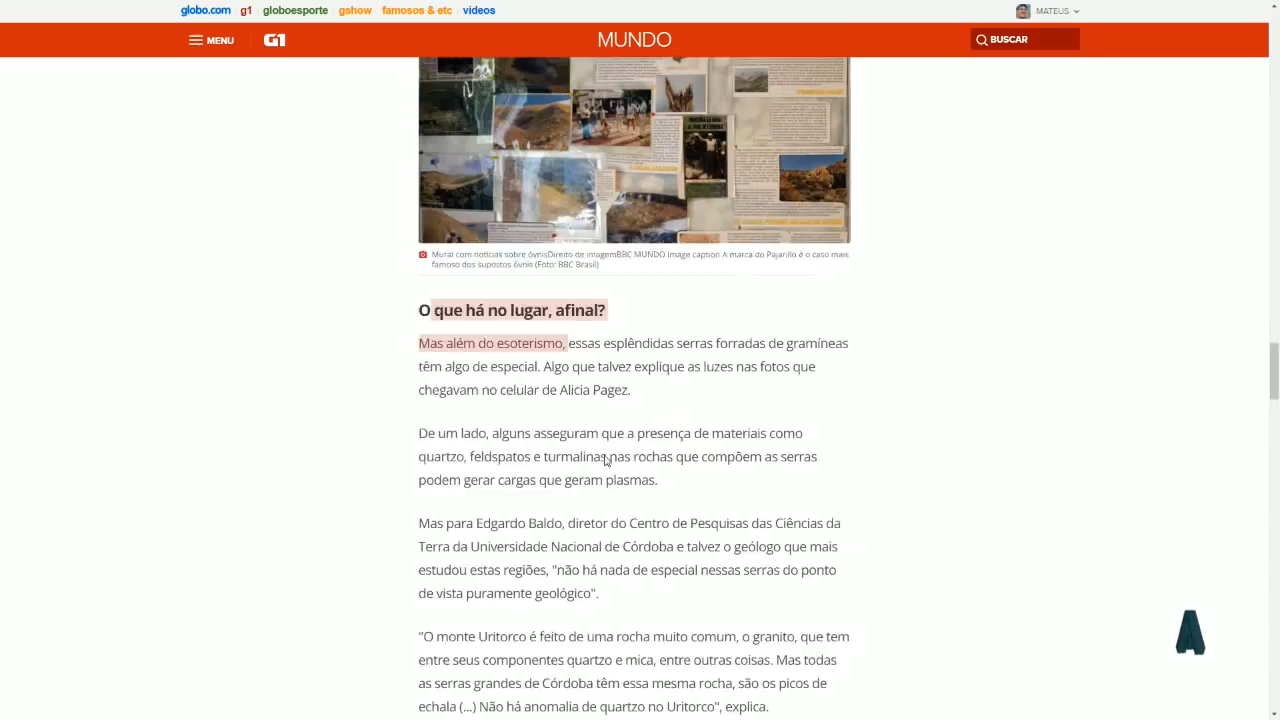 globo.com g1 globoesporte gshow famosos & etc videos MATEUS
MENU G1 MUNDO BUSCAR
Mural com notícias sobre óvnisDireito de imagemBBC MUNDO Image caption A marca do Pajarillo é o caso mais
famoso dos supostos óvnis (Foto: BBC Brasil)
O que há no lugar, afinal?
Mas além do esoterismo, essas esplêndidas serras forradas de gramíneas
têm algo de especial. Algo que talvez explique as luzes nas fotos que
chegavam no celular de Alicia Pagez.
De um lado, alguns asseguram que a presença de materiais como
quartzo, feldspatos e turmalinas nas rochas que compõem as serras
podem gerar cargas que geram plasmas.
Mas para Edgardo Baldo, diretor do Centro de Pesquisas das Ciências da
Terra da Universidade Nacional de Córdoba e talvez o geólogo que mais
estudou estas regiões, "não há nada de especial nessas serras do ponto
de vista puramente geológico".
"O monte Uritorco é feito de uma rocha muito comum, o granito, que tem
entre seus componentes quartzo e mica, entre outras coisas. Mas todas
as serras grandes de Córdoba têm essa mesma rocha, são os picos de
echala (...) Não há anomalia de quartzo no Uritorco", explica.
A